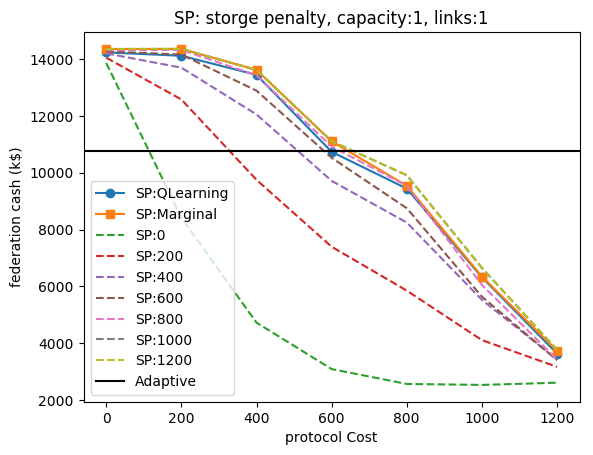 SP: storge penalty, capacity:1, links:1
federation cash (k$)
14000
12000
10000
8000
6000
4000
2000
SP:QLearning
SP:Marginal
SP:0
SP:200
SP:400
SP:600
SP:800
SP:1000
SP:1200
Adaptive
0 200 400 600 800 1000 1200
protocol Cost